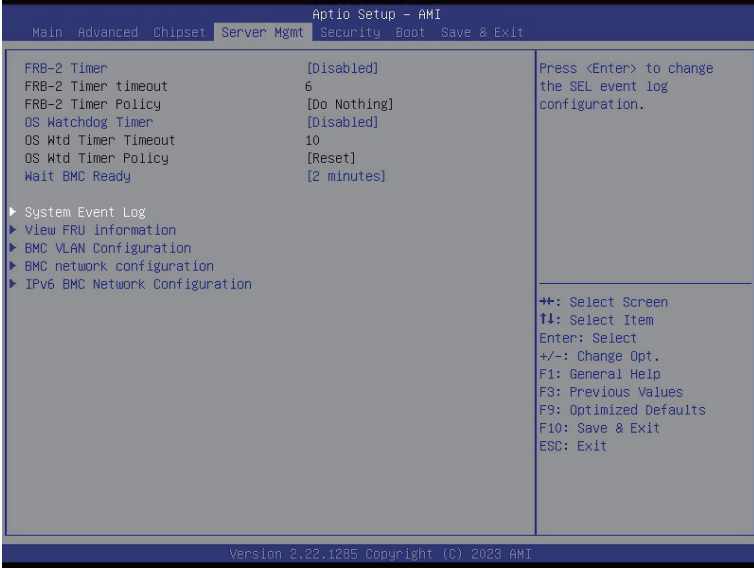 Aptio Setup – AMI
Main Advanced Chipset Server Mgmt Security Boot Save & Exit
FRB-2 Timer [Disabled]
FRB-2 Timer timeout 6
FRB-2 Timer Policy [Do Nothing]
OS Watchdog Timer [Disabled]
OS Wtd Timer Timeout 10
OS Wtd Timer Policy [Reset]
Wait BMC Ready [2 minutes]
▶ System Event Log
▶ View FRU information
▶ BMC VLAN Configuration
▶ BMC network configuration
▶ IPv6 BMC Network Configuration
Press <Enter> to change
the SEL event log
configuration.
→←: Select Screen
↑↓: Select Item
Enter: Select
+/-: Change Opt.
F1: General Help
F3: Previous Values
F9: Optimized Defaults
F10: Save & Exit
ESC: Exit
Version 2.22.1285 Copyright (C) 2023 AMI